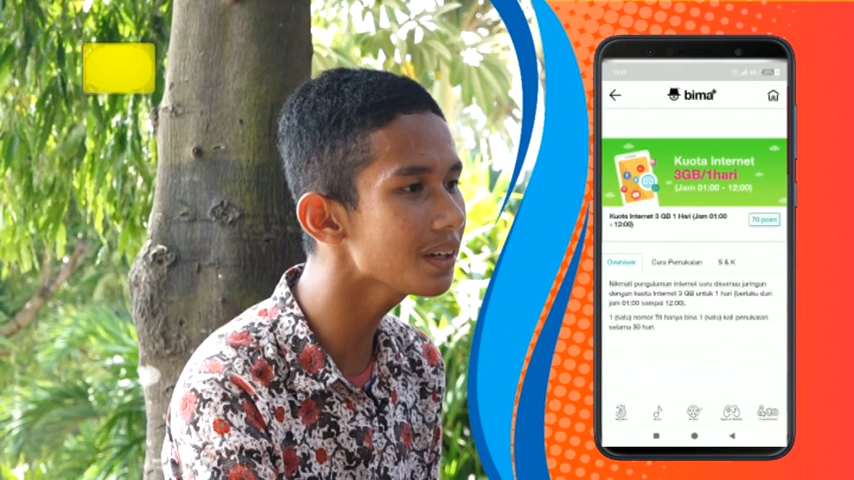 bima+
Kuota Internet
3GB/1hari
(Jam 01:00 - 12:00)
Kuota Internet 3 GB 1 Hari (Jam 01:00
- 12:00)
70 point
Overview
Cara Pemakaian
S & K
Nikmati pengalaman internet seru disemua jaringan
dengan kuota Internet 3 GB untuk 1 hari (berlaku dari
jam 01:00 sampai 12:00).
1 (satu) nomor Tri hanya bisa 1 (satu) kali penukaran
selama 30 hari.